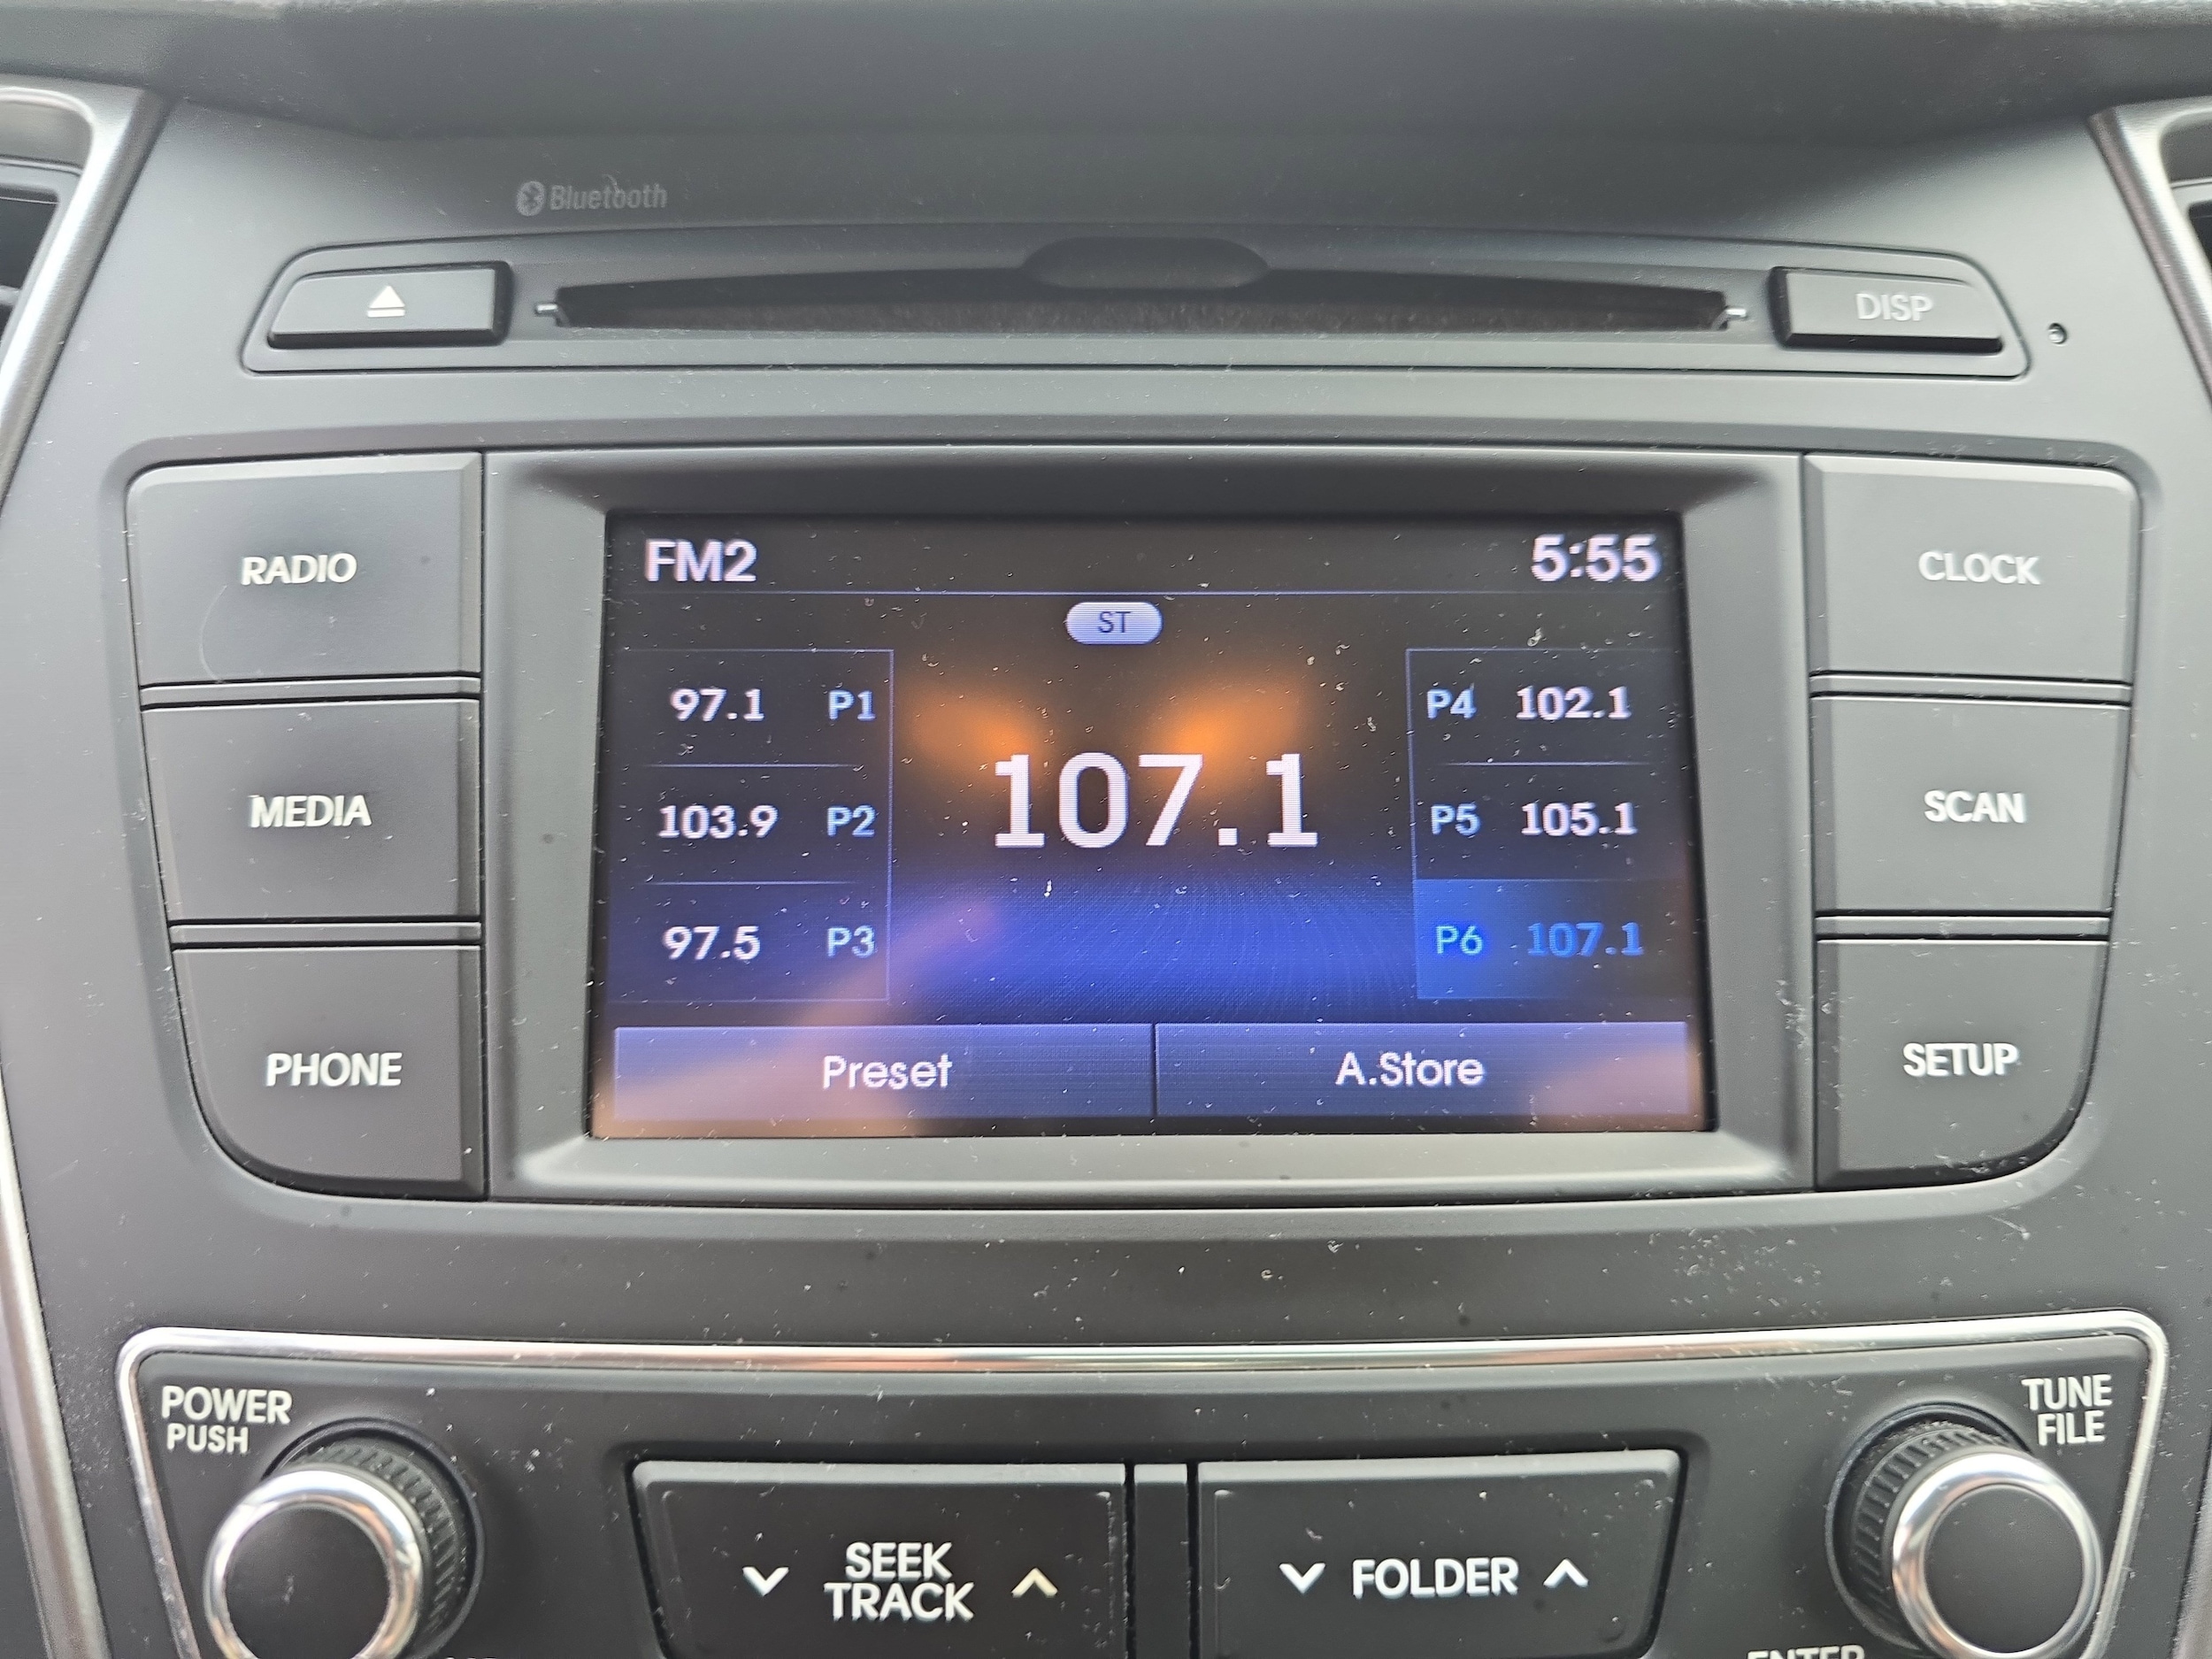 Bluetooth
DISP
RADIO
MEDIA
PHONE
FM2 5:55
ST
97.1 P1
103.9 P2
97.5 P3
107.1
P4 102.1
P5 105.1
P6 107.1
Preset A.Store
CLOCK
SCAN
SETUP
POWER
PUSH
SEEK
TRACK
FOLDER
TUNE
FILE
ENTER